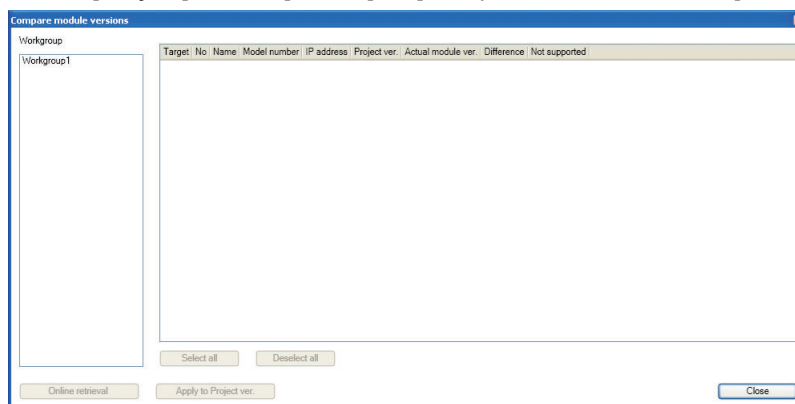 Compare module versions
Workgroup
Workgroup1
Target No Name Model number IP address Project ver. Actual module ver. Difference Not supported
Select all Deselect all
Online retrieval Apply to Project ver. Close